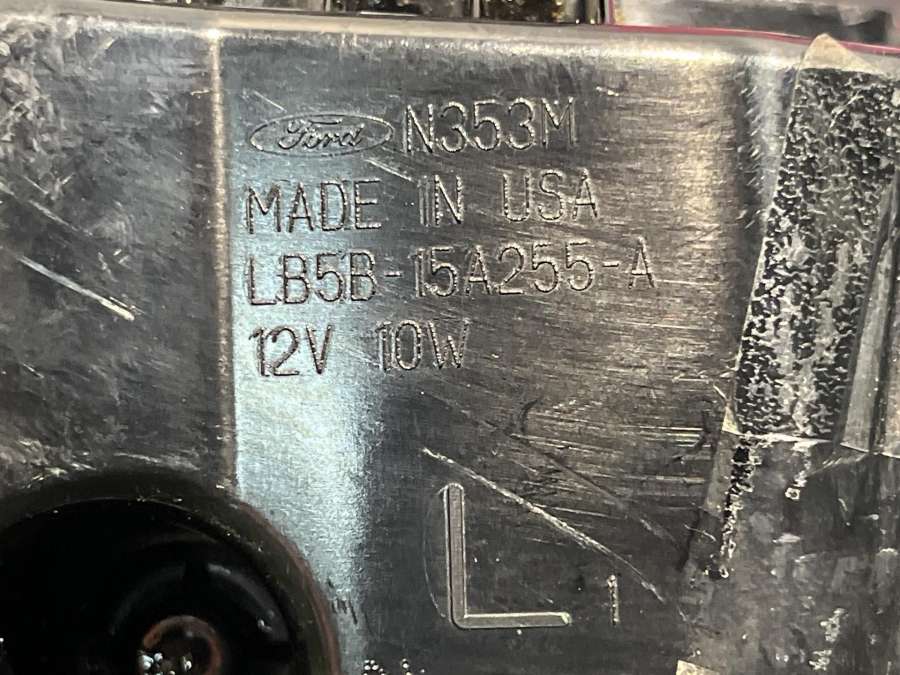 Ford N353M
MADE IN USA
LB5B-15A255-A
12V 10W
L
1